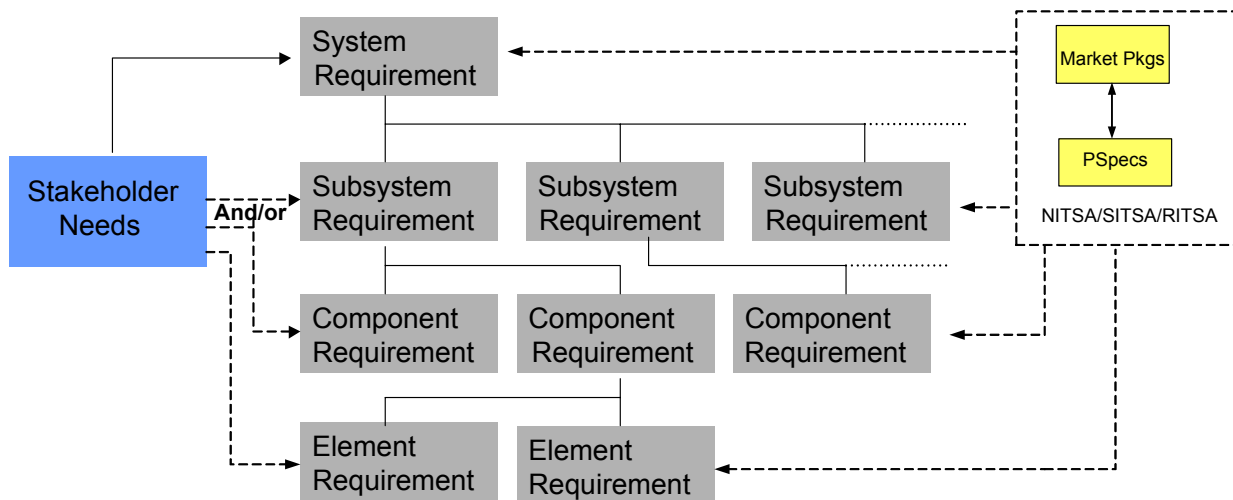 System
Requirement
Market Pkgs
PSpecs
NITSA/SITSA/RITSA
Stakeholder
Needs
And/or
Subsystem
Requirement
Subsystem
Requirement
Subsystem
Requirement
Component
Requirement
Component
Requirement
Component
Requirement
Element
Requirement
Element
Requirement